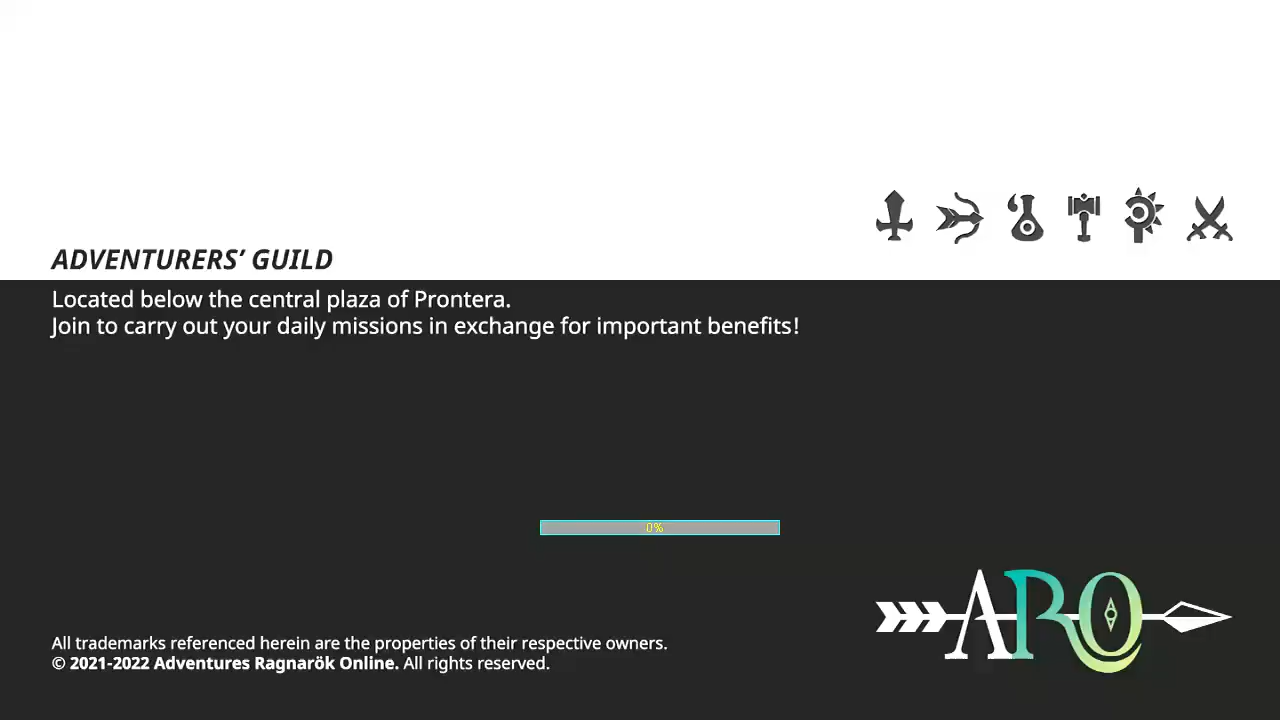 ADVENTURERS’ GUILD
Located below the central plaza of Prontera.
Join to carry out your daily missions in exchange for important benefits!
0%
ARO
All trademarks referenced herein are the properties of their respective owners.
© 2021-2022 Adventures Ragnarök Online. All rights reserved.